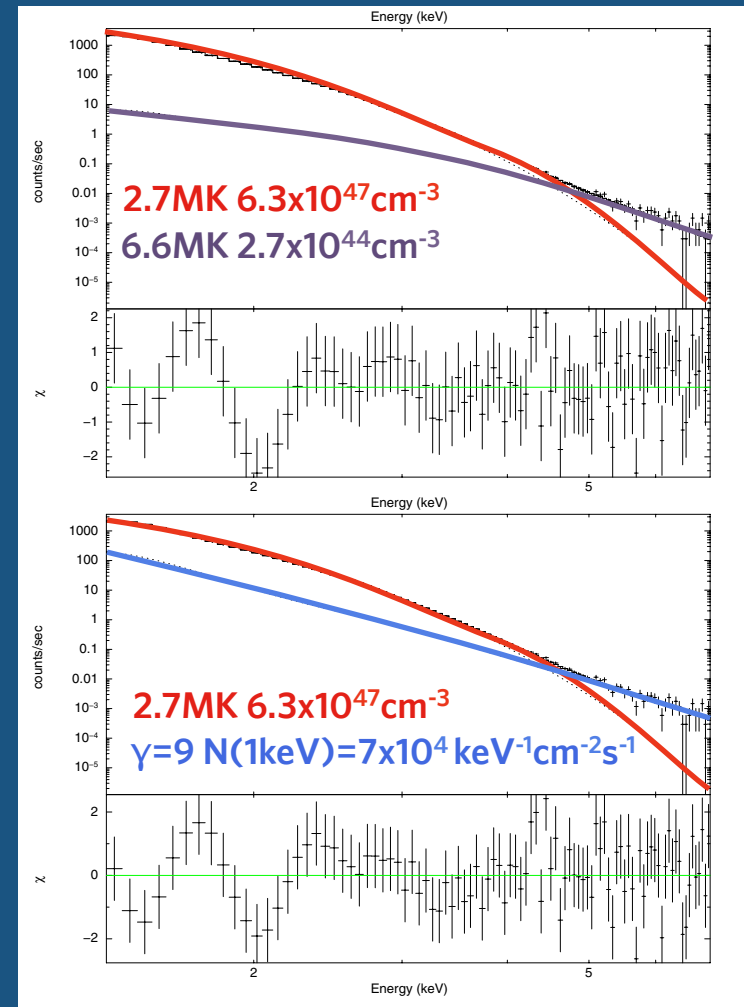 Energy (keV)
1000
100
10
1
0.1
0.01
10⁻³
10⁻⁴
10⁻⁵
counts/sec
2.7MK 6.3x10⁴⁷cm⁻³
6.6MK 2.7x10⁴⁴cm⁻³
2
1
0
−1
−2
χ
2 5
Energy (keV)
1000
100
10
1
0.1
0.01
10⁻³
10⁻⁴
10⁻⁵
counts/sec
2.7MK 6.3x10⁴⁷cm⁻³
γ=9 N(1keV)=7x10⁴ keV⁻¹cm⁻²s⁻¹
2
0
−2
χ
2 5
Energy (keV)